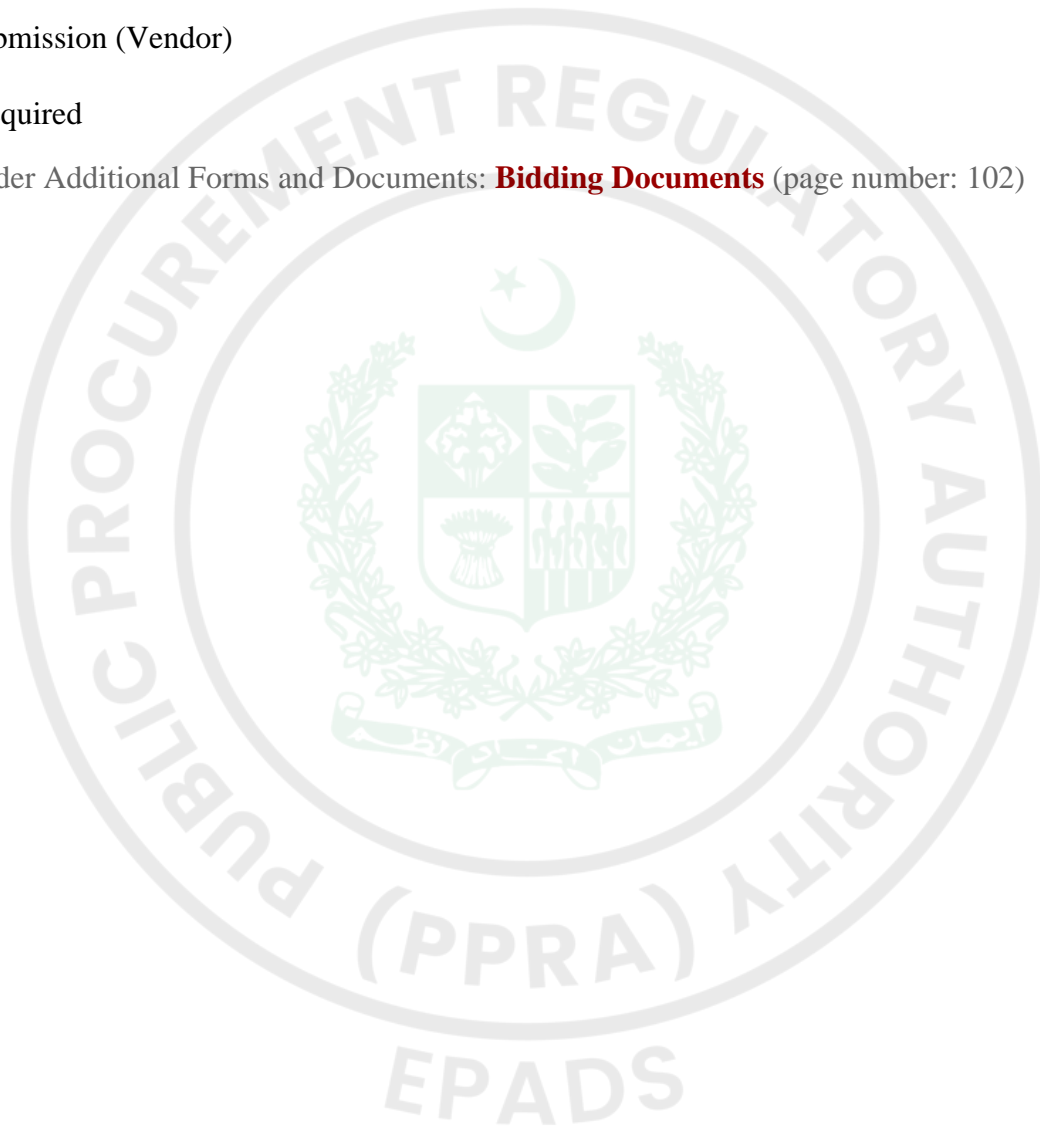 omission (Vendor)
quired
der Additional Forms and Documents: Bidding Documents (page number: 102)
PUBLIC PROCUREMENT REGULATORY AUTHORITY
(PPRA)
EPADS